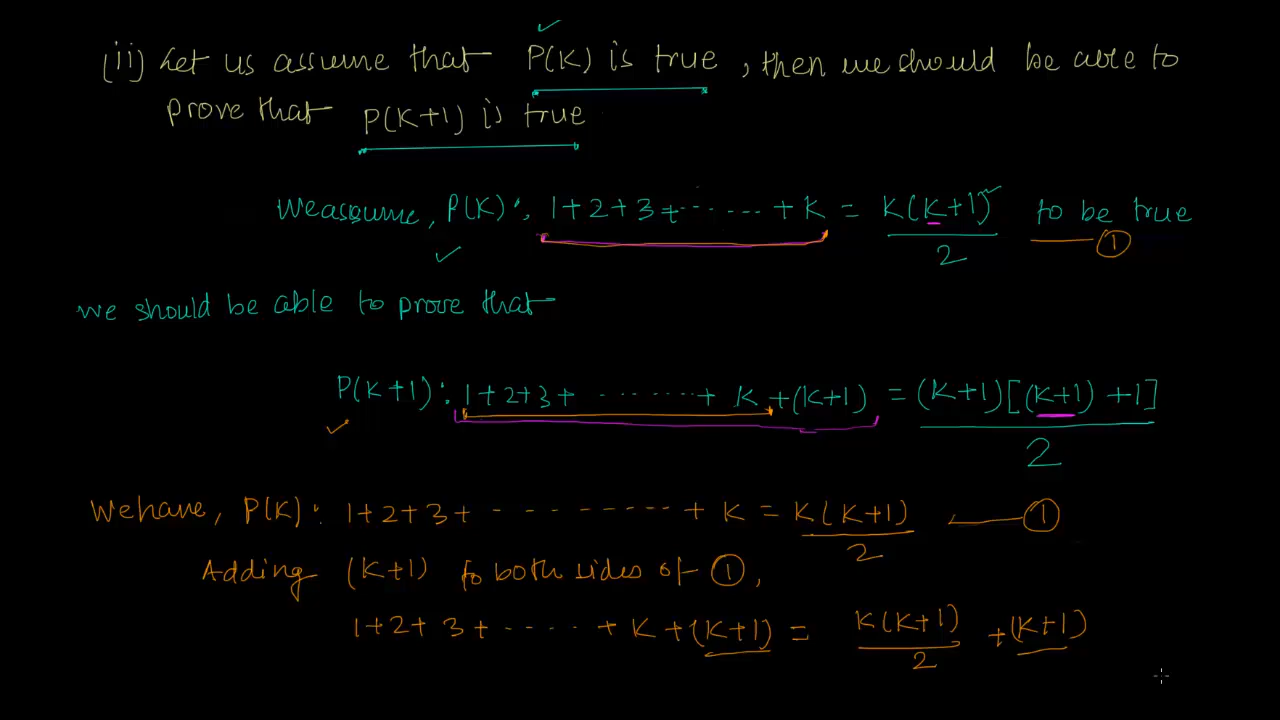 (ii) Let us assume that P(K) is true, then we should be able to
prove that P(K+1) is true
We assume, P(K): 1+2+3+ ...... + K = K(K+1)/2 to be true —— ①
we should be able to prove that
P(K+1): 1+2+3+ ....... + K +(K+1) = (K+1)[(K+1)+1]/2
We have, P(K): 1+2+3+ .......... + K = K(K+1)/2 —— ①
Adding (K+1) to both sides of ①,
1+2+3+ ..... + K +(K+1) = K(K+1)/2 +(K+1)